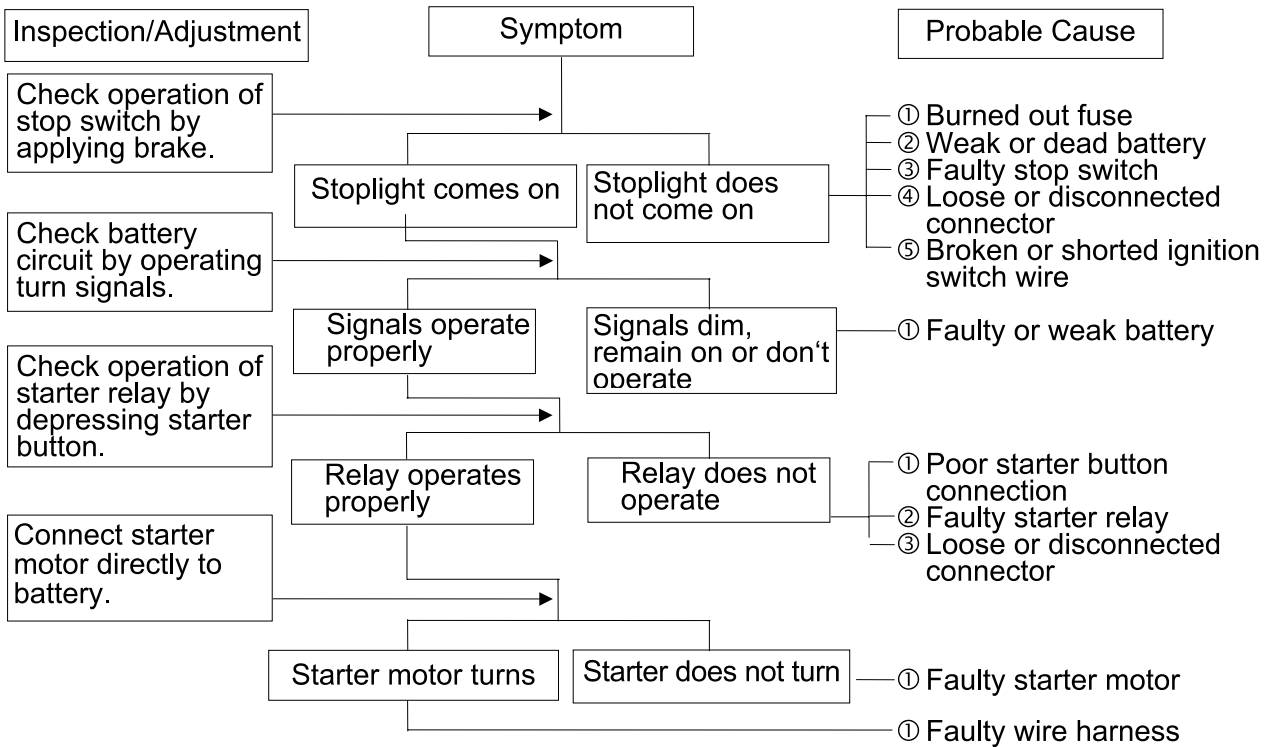 Inspection/Adjustment
Symptom
Probable Cause
Check operation of
stop switch by
applying brake.
Stoplight comes on
Stoplight does
not come on
① Burned out fuse
② Weak or dead battery
③ Faulty stop switch
④ Loose or disconnected
connector
⑤ Broken or shorted ignition
switch wire
Check battery
circuit by operating
turn signals.
Signals operate
properly
Signals dim,
remain on or don‘t
operate
① Faulty or weak battery
Check operation of
starter relay by
depressing starter
button.
Relay operates
properly
Relay does not
operate
① Poor starter button
connection
② Faulty starter relay
③ Loose or disconnected
connector
Connect starter
motor directly to
battery.
Starter motor turns
Starter does not turn
① Faulty starter motor
① Faulty wire harness